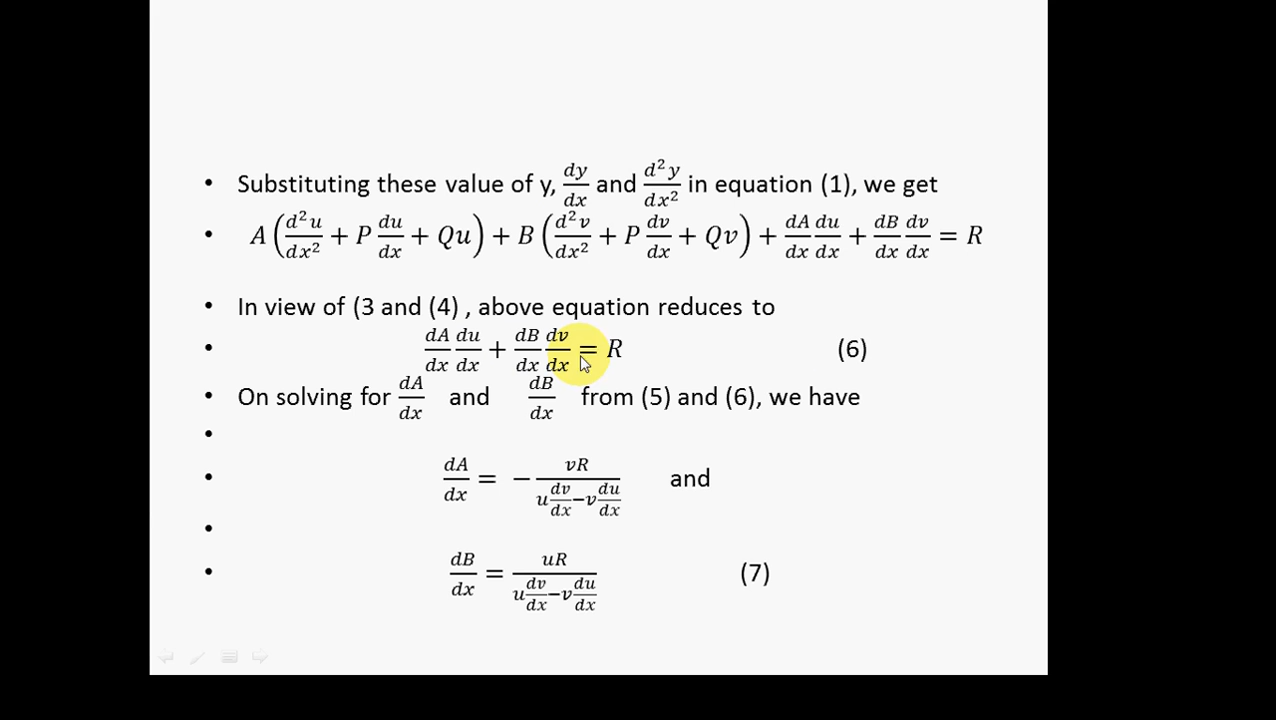 • Substituting these value of y, dy/dx and d²y/dx² in equation (1), we get
• A(d²u/dx² + P du/dx + Qu) + B(d²v/dx² + P dv/dx + Qv) + dA/dx du/dx + dB/dx dv/dx = R
• In view of (3 and (4) , above equation reduces to
• dA/dx du/dx + dB/dx dv/dx = R (6)
• On solving for dA/dx and dB/dx from (5) and (6), we have
•
• dA/dx = − vR/(u dv/dx − v du/dx) and
•
• dB/dx = uR/(u dv/dx − v du/dx) (7)